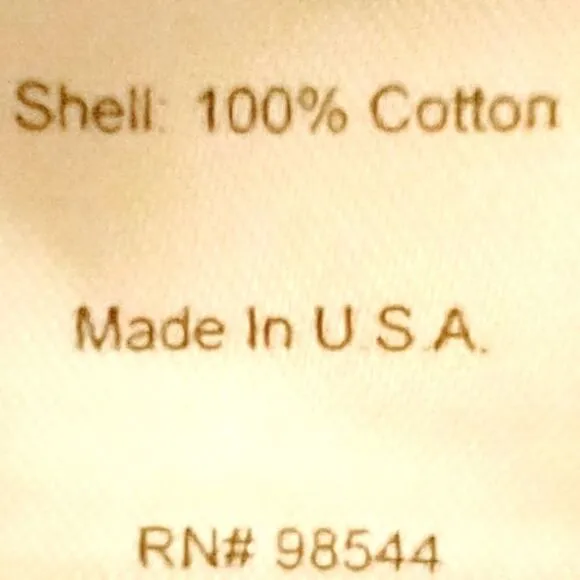 Shell: 100% Cotton
Made In U.S.A.
RN# 98544